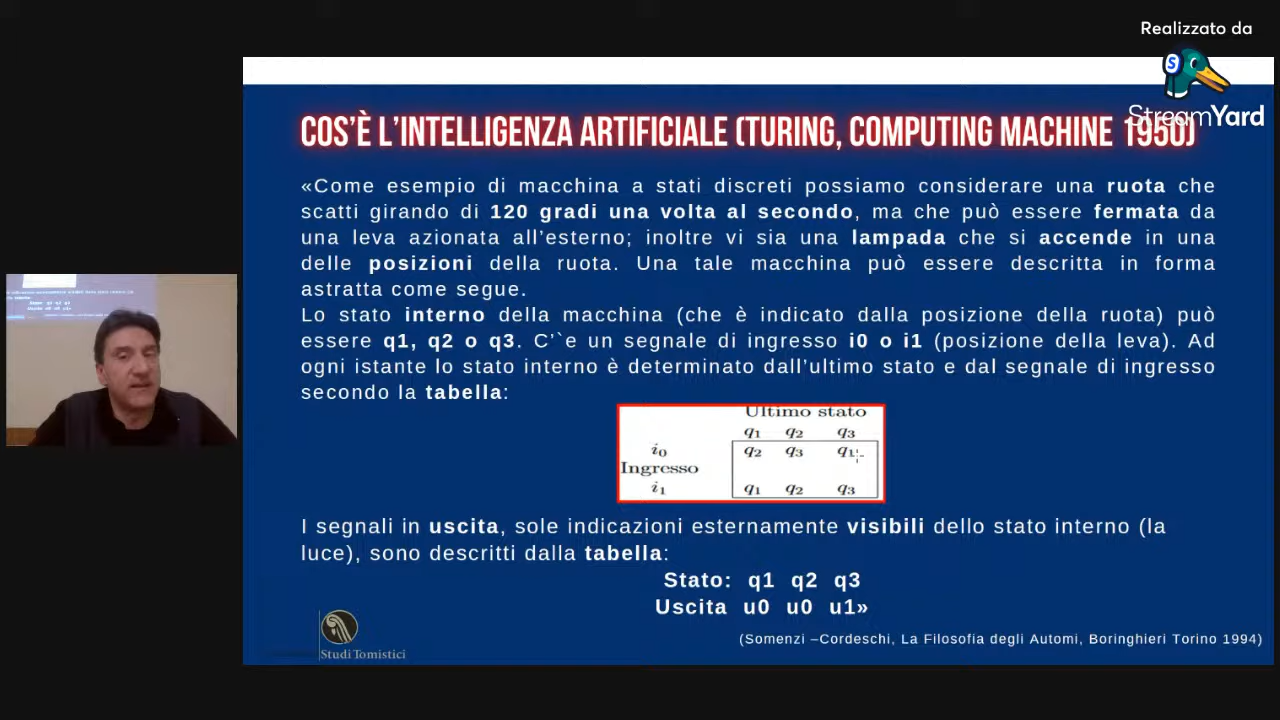 Realizzato da
StreamYard
COS'È L'INTELLIGENZA ARTIFICIALE (TURING, COMPUTING MACHINE 1950)
«Come esempio di macchina a stati discreti possiamo considerare una ruota che
scatti girando di 120 gradi una volta al secondo, ma che può essere fermata da
una leva azionata all'esterno; inoltre vi sia una lampada che si accende in una
delle posizioni della ruota. Una tale macchina può essere descritta in forma
astratta come segue.
Lo stato interno della macchina (che è indicato dalla posizione della ruota) può
essere q1, q2 o q3. C'`e un segnale di ingresso i0 o i1 (posizione della leva). Ad
ogni istante lo stato interno è determinato dall'ultimo stato e dal segnale di ingresso
secondo la tabella:
Ultimo stato
q1 q2 q3
i0 q2 q3 q1
Ingresso
i1 q1 q2 q3
I segnali in uscita, sole indicazioni esternamente visibili dello stato interno (la
luce), sono descritti dalla tabella:
Stato: q1 q2 q3
Uscita u0 u0 u1»
(Somenzi –Cordeschi, La Filosofia degli Automi, Boringhieri Torino 1994)
Studi Tomistici